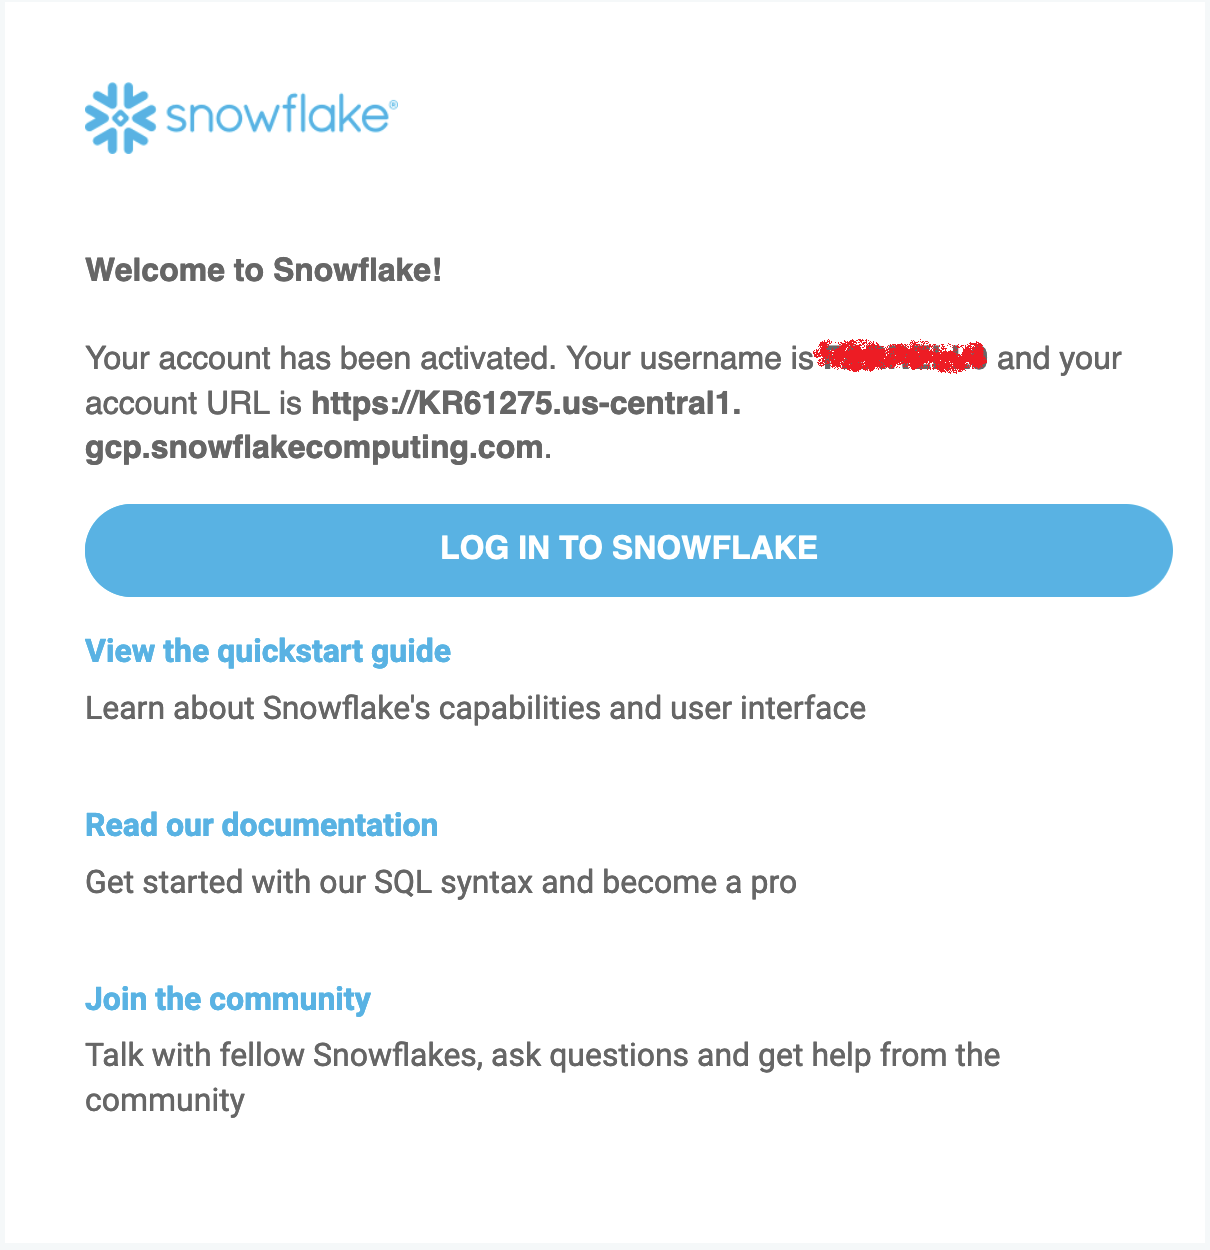 snowflake®
Welcome to Snowflake!
Your account has been activated. Your username is and your
account URL is https://KR61275.us-central1.
gcp.snowflakecomputing.com.
LOG IN TO SNOWFLAKE
View the quickstart guide
Learn about Snowflake's capabilities and user interface
Read our documentation
Get started with our SQL syntax and become a pro
Join the community
Talk with fellow Snowflakes, ask questions and get help from the
community